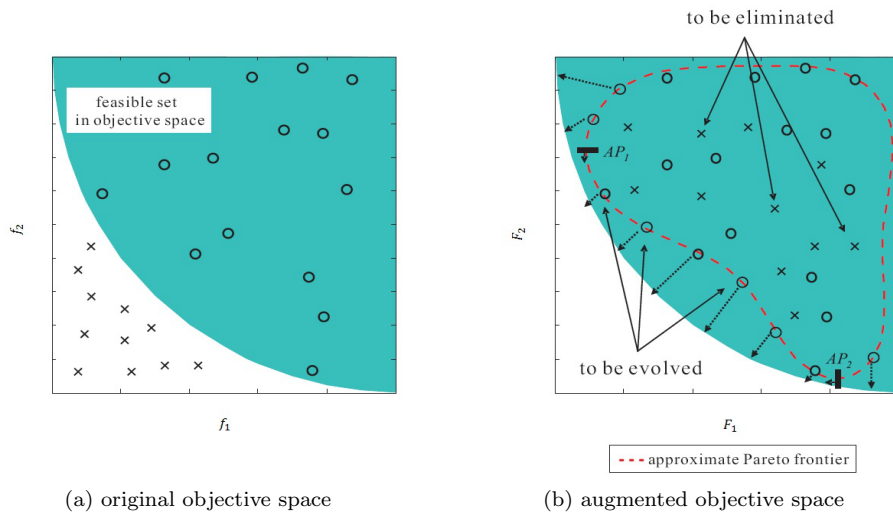 to be eliminated
feasible set
in objective space
AP1
f2
F2
to be evolved
AP2
f1
F1
approximate Pareto frontier
(a) original objective space
(b) augmented objective space